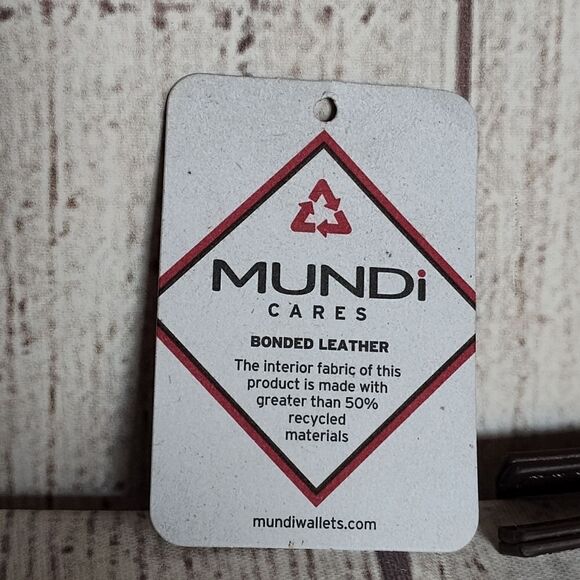 MUNDi
CARES
BONDED LEATHER
The interior fabric of this
product is made with
greater than 50%
recycled
materials
mundiwallets.com